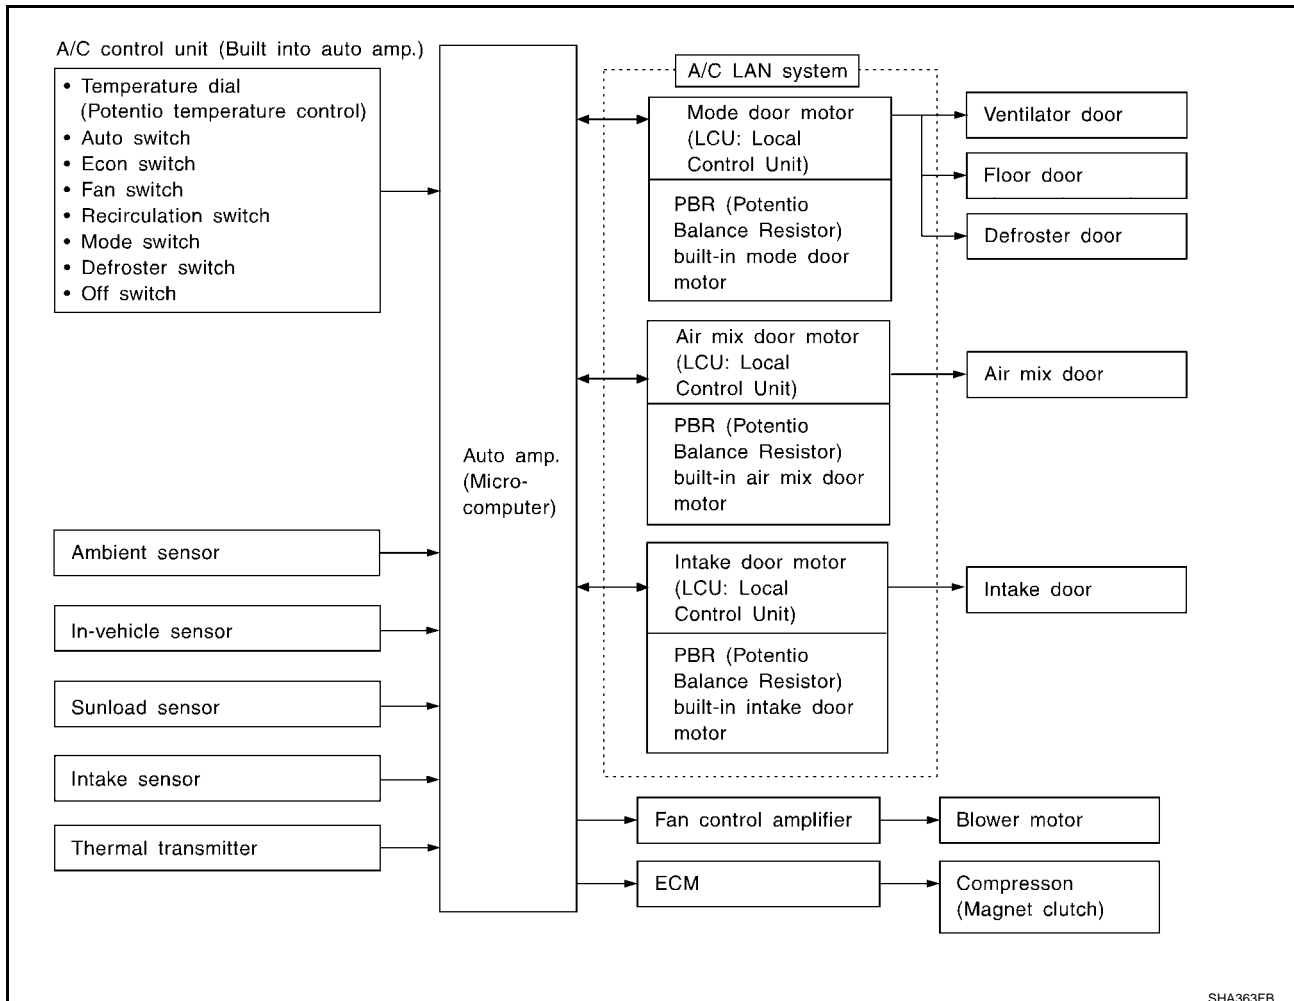 A/C control unit (Built into auto amp.)
• Temperature dial
(Potentio temperature control)
• Auto switch
• Econ switch
• Fan switch
• Recirculation switch
• Mode switch
• Defroster switch
• Off switch
Ambient sensor
In-vehicle sensor
Sunload sensor
Intake sensor
Thermal transmitter
Auto amp.
(Micro-
computer)
A/C LAN system
Mode door motor
(LCU: Local
Control Unit)
PBR (Potentio
Balance Resistor)
built-in mode door
motor
Air mix door motor
(LCU: Local
Control Unit)
PBR (Potentio
Balance Resistor)
built-in air mix door
motor
Intake door motor
(LCU: Local
Control Unit)
PBR (Potentio
Balance Resistor)
built-in intake door
motor
Fan control amplifier
ECM
Ventilator door
Floor door
Defroster door
Air mix door
Intake door
Blower motor
Compresson
(Magnet clutch)
SHA363FB